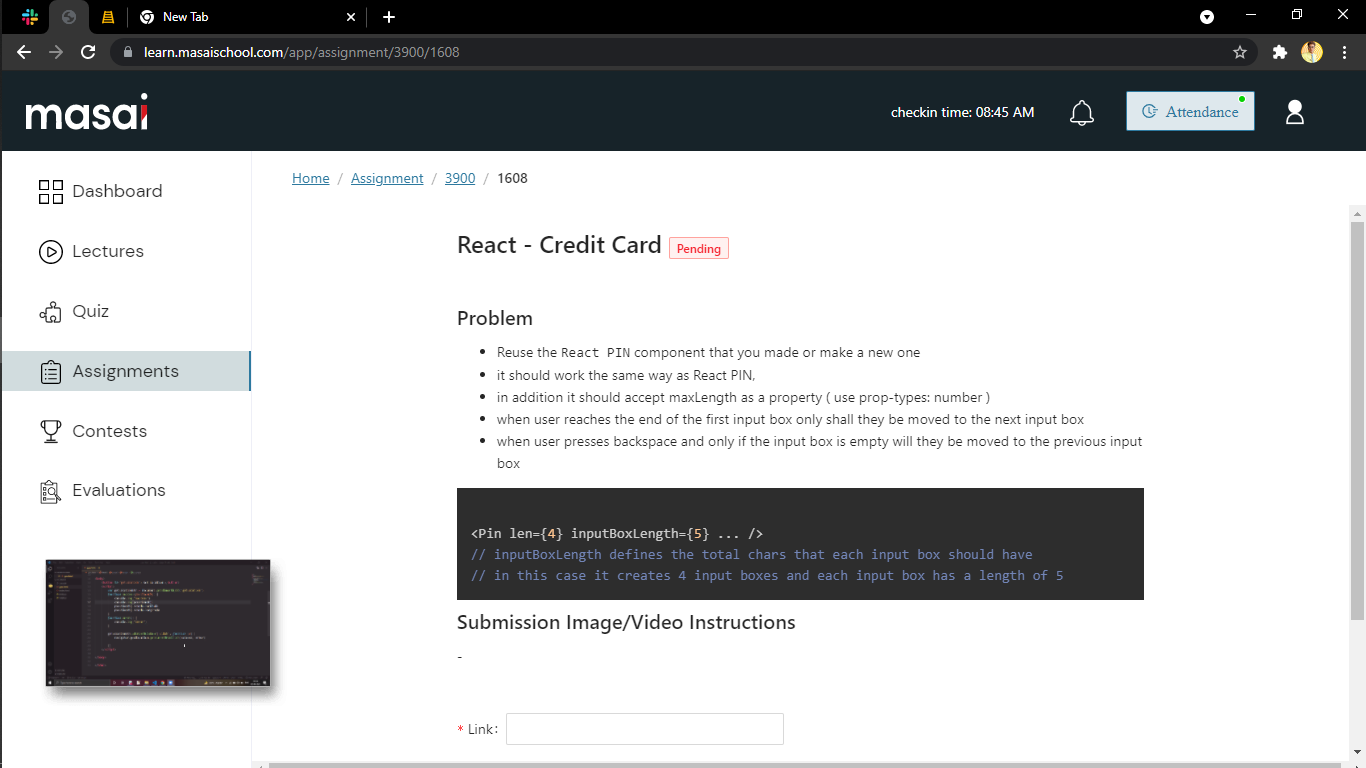 New Tab
learn.masaischool.com/app/assignment/3900/1608
masai
checkin time: 08:45 AM
Attendance
Dashboard
Lectures
Quiz
Assignments
Contests
Evaluations
Home / Assignment / 3900 / 1608
React - Credit Card Pending
Problem
Reuse the React PIN component that you made or make a new one
it should work the same way as React PIN,
in addition it should accept maxLength as a property ( use prop-types: number )
when user reaches the end of the first input box only shall they be moved to the next input box
when user presses backspace and only if the input box is empty will they be moved to the previous input
box
<Pin len={4} inputBoxLength={5} ... />
// inputBoxLength defines the total chars that each input box should have
// in this case it creates 4 input boxes and each input box has a length of 5
Submission Image/Video Instructions
-
* Link: